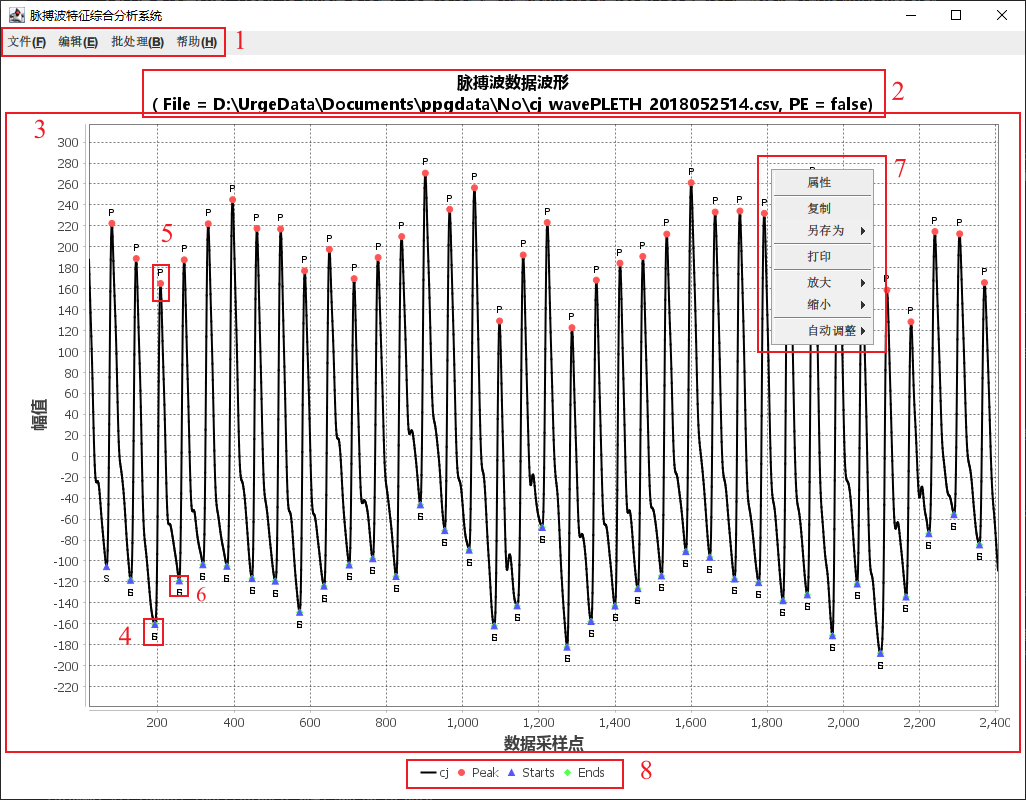 脉搏波特征综合分析系统
文件(F) 编辑(E) 批处理(B) 帮助(H) 1
脉搏波数据波形
( File = D:\UrgeData\Documents\ppgdata\No\cj_wavePLETH_2018052514.csv, PE = false)
2
3
7
5
6
4
属性
复制
另存为
打印
放大
缩小
自动调整
幅值
300
280
260
240
220
200
180
160
140
120
100
80
60
40
20
0
-20
-40
-60
-80
-100
-120
-140
-160
-180
-200
-220
P P P P P P P P P P P P P P P P P P P P P P P P P P P P P P P P P P
S
200 400 600 800 1,000 1,200 1,400 1,600 1,800 2,000 2,200 2,400
数据采样点
cj Peak Starts Ends 8